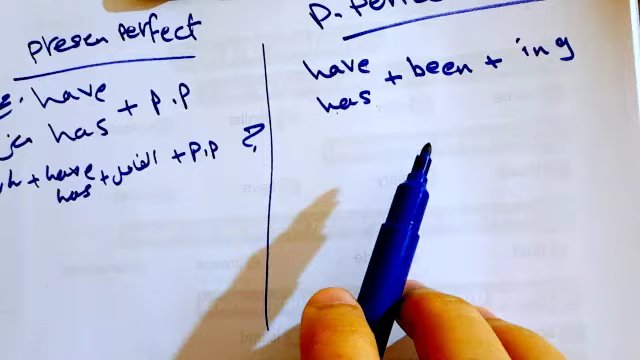 presen perfect
have
has + p.p
+ have + الفاعل + p.p ?
has
p.
have
has + been + ing